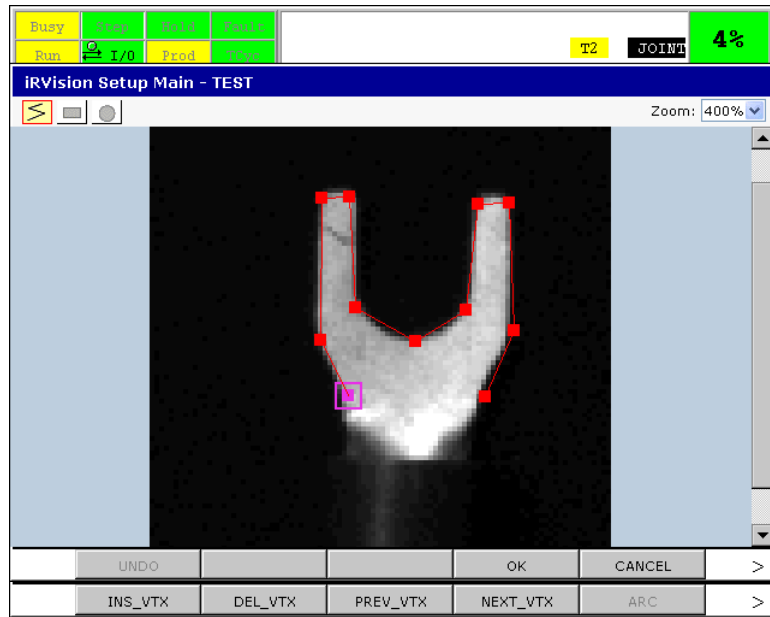 Busy Step Hold Fault
Run I/O Prod TCyc
T2 JOINT 4%
iRVision Setup Main - TEST
Zoom: 400%
UNDO OK CANCEL >
INS_VTX DEL_VTX PREV_VTX NEXT_VTX ARC >